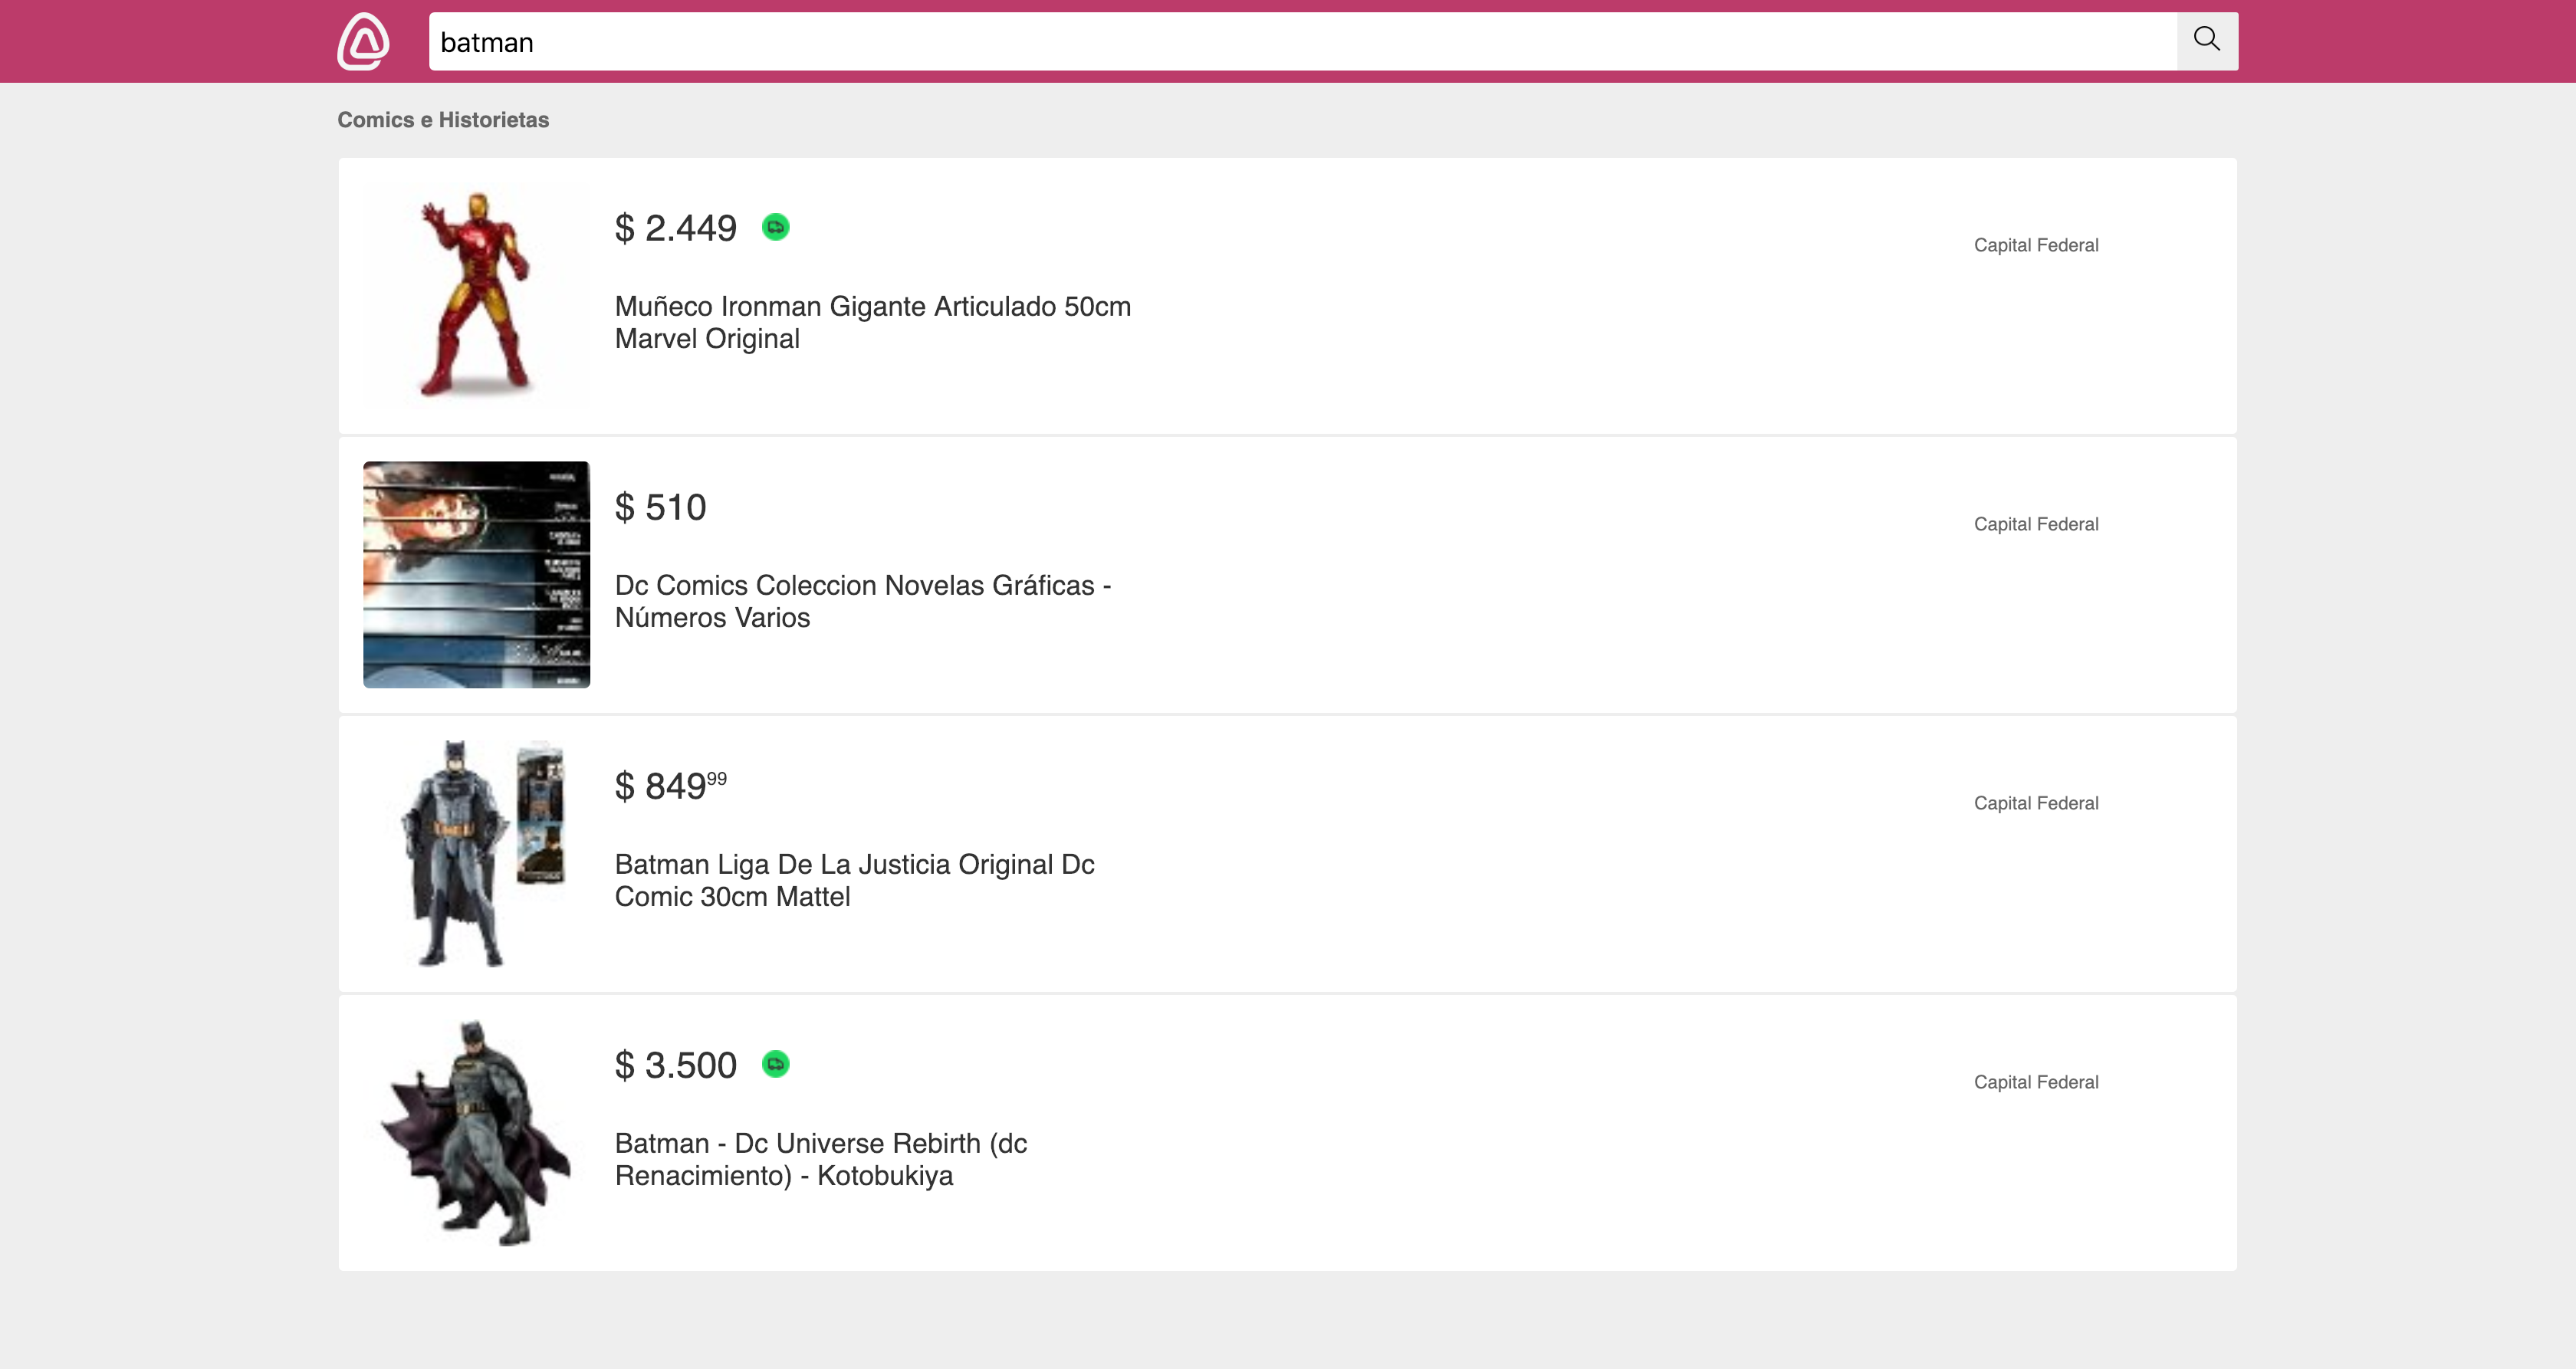 batman
Comics e Historietas
$ 2.449
Capital Federal
Muñeco Ironman Gigante Articulado 50cm
Marvel Original
$ 510
Capital Federal
Dc Comics Coleccion Novelas Gráficas -
Números Varios
$ 84999
Capital Federal
Batman Liga De La Justicia Original Dc
Comic 30cm Mattel
$ 3.500
Capital Federal
Batman - Dc Universe Rebirth (dc
Renacimiento) - Kotobukiya